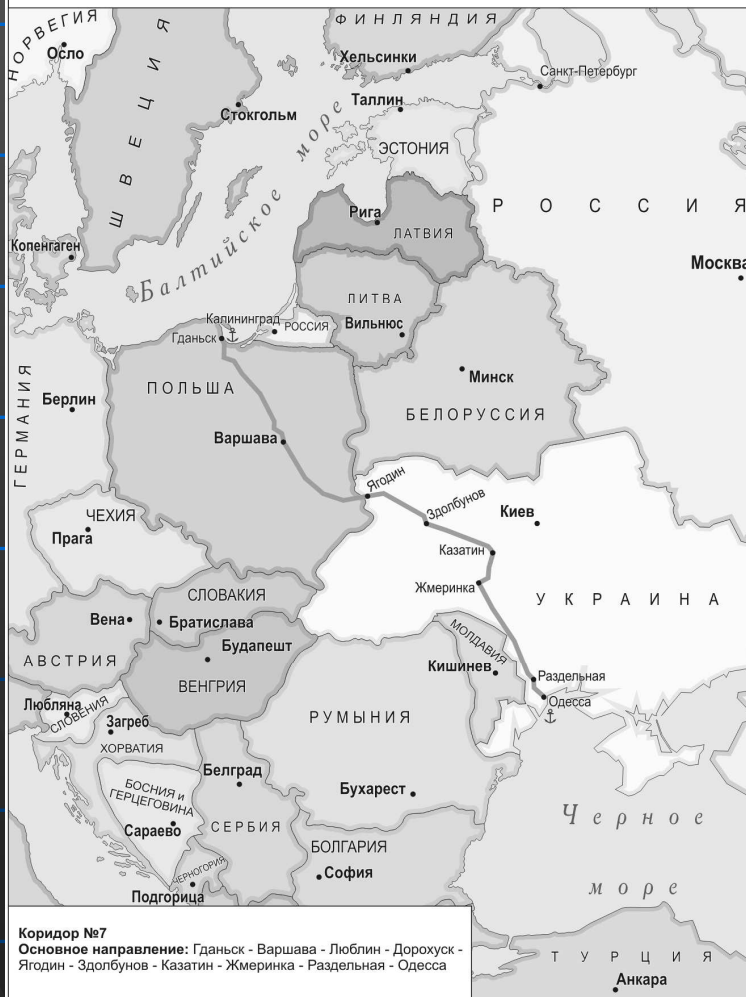 ФИНЛЯНДИЯ
НОРВЕГИЯ
Осло
Хельсинки
Санкт-Петербург
ШВЕЦИЯ
Таллин
Стокгольм
ЭСТОНИЯ
Балтийское море
РОССИЯ
Рига
ЛАТВИЯ
Копенгаген
Москва
ЛИТВА
Калининград
РОССИЯ
Вильнюс
Гданьск
Минск
ПОЛЬША
ГЕРМАНИЯ
Берлин
БЕЛОРУССИЯ
Варшава
Ягодин
Здолбунов
Киев
ЧЕХИЯ
Прага
Казатин
Жмеринка
СЛОВАКИЯ
УКРАИНА
Вена
Братислава
Будапешт
МОЛДАВИЯ
АВСТРИЯ
Кишинев
Раздельная
ВЕНГРИЯ
Одесса
Любляна
СЛОВЕНИЯ
Загреб
РУМЫНИЯ
ХОРВАТИЯ
Белград
БОСНИЯ и
ГЕРЦЕГОВИНА
Бухарест
Черное
море
Сараево
СЕРБИЯ
БОЛГАРИЯ
ЧЕРНОГОРИЯ
София
Подгорица
Коридор №7
Основное направление: Гданьск - Варшава - Люблин - Дорохуск -
Ягодин - Здолбунов - Казатин - Жмеринка - Раздельная - Одесса
ТУРЦИЯ
Анкара